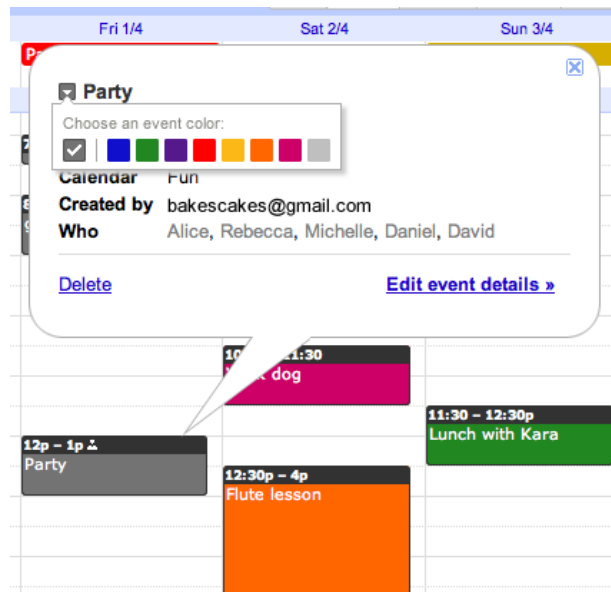 Fri 1/4
Sat 2/4
Sun 3/4
Party
Choose an event color:
Calendar Fun
Created by bakescakes@gmail.com
Who Alice, Rebecca, Michelle, Daniel, David
Delete
Edit event details »
1:30
dog
11:30 – 12:30p
Lunch with Kara
12p – 1p
Party
12:30p – 4p
Flute lesson